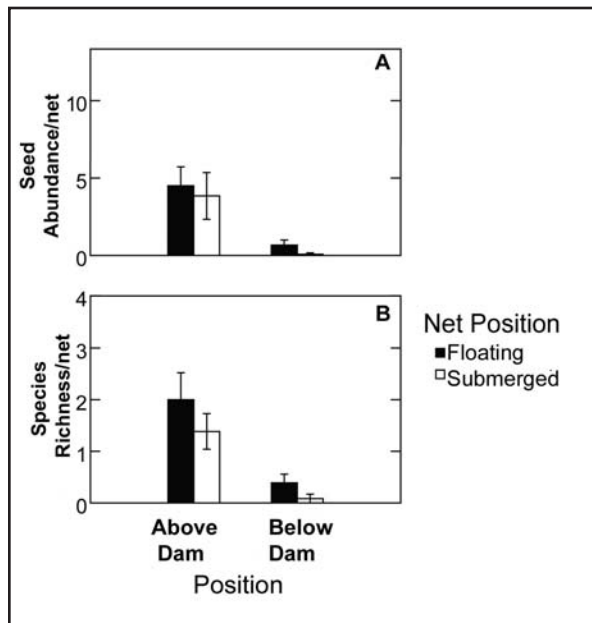 A
Seed
Abundance/net
10
5
0
B
Species
Richness/net
4
3
2
1
0
Above
Dam
Below
Dam
Position
Net Position
Floating
Submerged